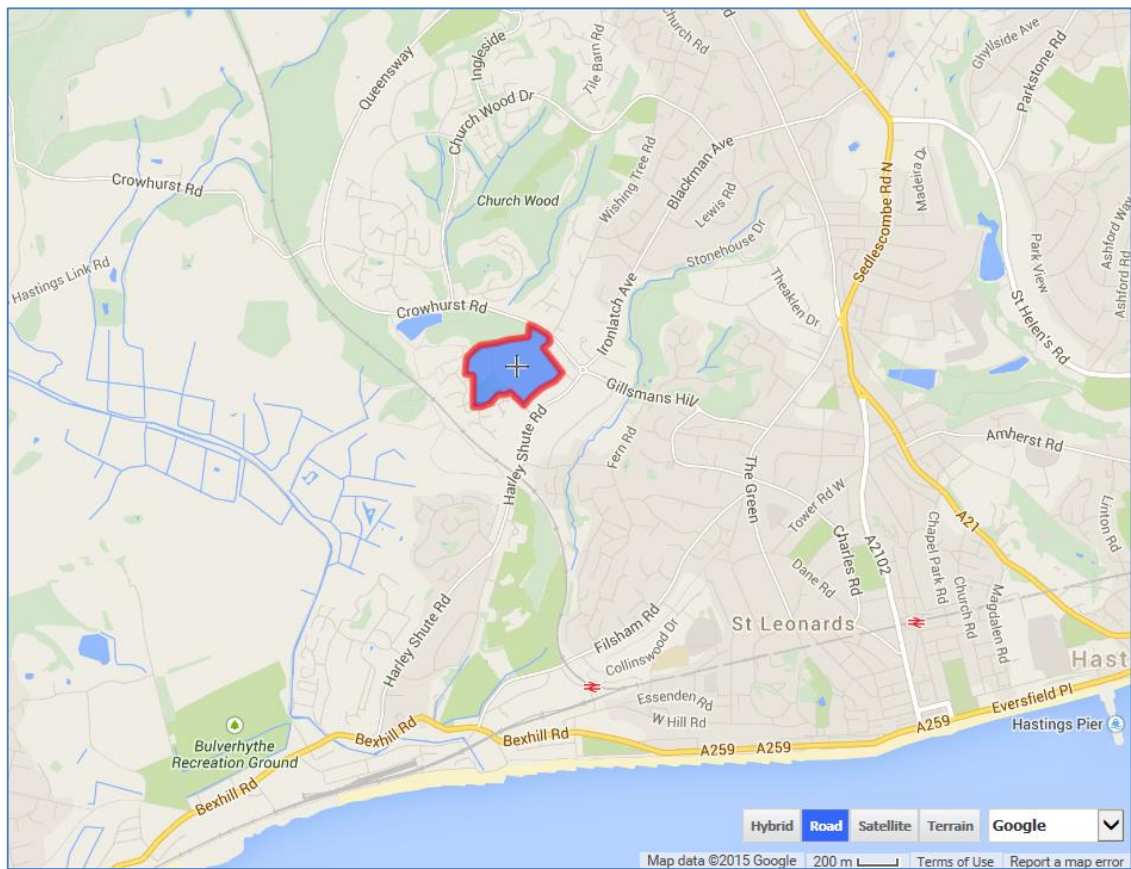 Queensway
Ingleside
Tile Barn Rd
Church Rd
Ghyllside Ave
Parkstone Rd
Church Wood Dr
Blackman Ave
Sedlescombe Rd N
Madeira Dr
Crowhurst Rd
Church Wood
Wishing Tree Rd
Lewis Rd
Ashford Way
Ashford Rd
Park View
Hastings Link Rd
Stonehouse Dr
Theaklen Dr
St Helen's Rd
Crowhurst Rd
Ironlatch Ave
Gillsmans Hil
Harley Shute Rd
Fern Rd
The Green
Amherst Rd
Tower Rd W
Linton Rd
A21
A2102
Charles Rd
Chapel Park Rd
Church Rd
Magdalen Rd
Dane Rd
Harley Shute Rd
Filsham Rd
St Leonards
Collinswood Dr
Hast
Essenden Rd
W Hill Rd
Eversfield Pl
Hastings Pier
Bulverhythe
Recreation Ground
Bexhill Rd
Bexhill Rd
A259
A259
A259
Bexhill Rd
Hybrid Road Satellite Terrain Google
Map data ©2015 Google 200 m Terms of Use Report a map error